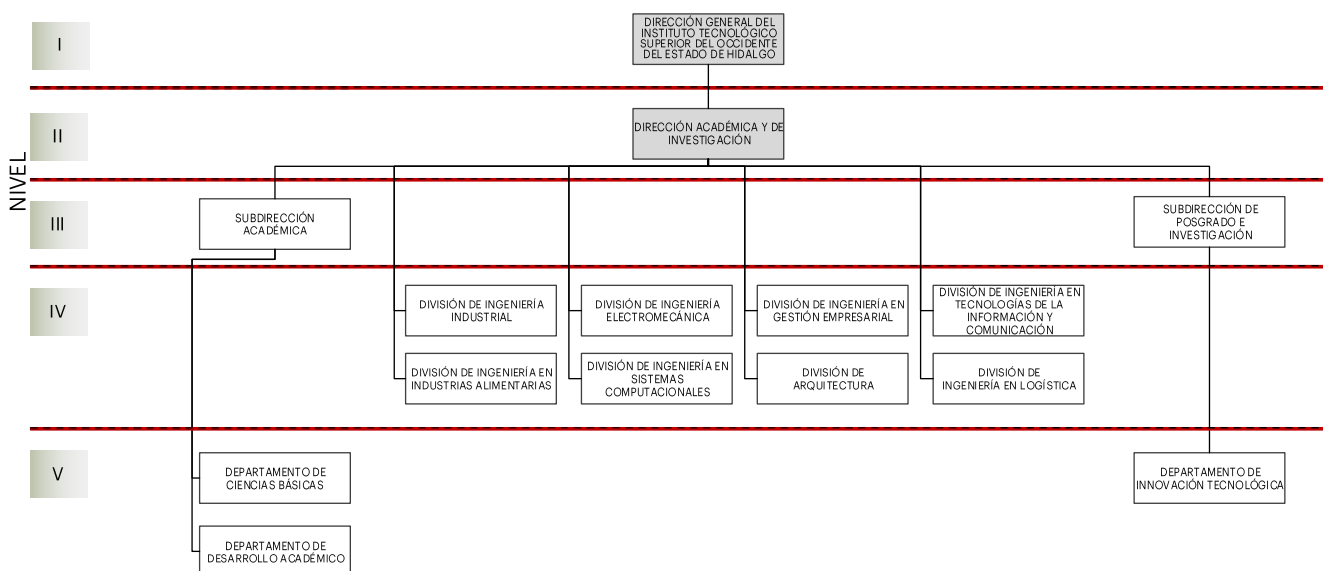 I
DIRECCIÓN GENERAL DEL
INSTITUTO TECNOLÓGICO
SUPERIOR DEL OCCIDENTE
DEL ESTADO DE HIDALGO
NIVEL
II
DIRECCIÓN ACADÉMICA Y DE
INVESTIGACIÓN
III
SUBDIRECCIÓN
ACADÉMICA
SUBDIRECCIÓN DE
POSGRADO E
INVESTIGACIÓN
IV
DIVISIÓN DE INGENIERÍA
INDUSTRIAL
DIVISIÓN DE INGENIERÍA
ELECTROMECÁNICA
DIVISIÓN DE INGENIERÍA EN
GESTIÓN EMPRESARIAL
DIVISIÓN DE INGENIERÍA EN
TECNOLOGÍAS DE LA
INFORMACIÓN Y
COMUNICACIÓN
DIVISIÓN DE INGENIERÍA EN
INDUSTRIAS ALIMENTARIAS
DIVISIÓN DE INGENIERÍA EN
SISTEMAS
COMPUTACIONALES
DIVISIÓN DE
ARQUITECTURA
DIVISIÓN DE
INGENIERÍA EN LOGÍSTICA
V
DEPARTAMENTO DE
CIENCIAS BÁSICAS
DEPARTAMENTO DE
INNOVACIÓN TECNOLÓGICA
DEPARTAMENTO DE
DESARROLLO ACADÉMICO